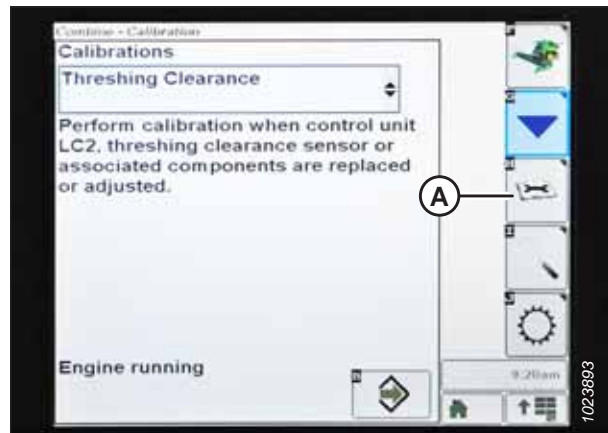 Combine - Calibration
Calibrations
Threshing Clearance
Perform calibration when control unit
LC2, threshing clearance sensor or
associated components are replaced
or adjusted.
A
Engine running
9:20am
1023893